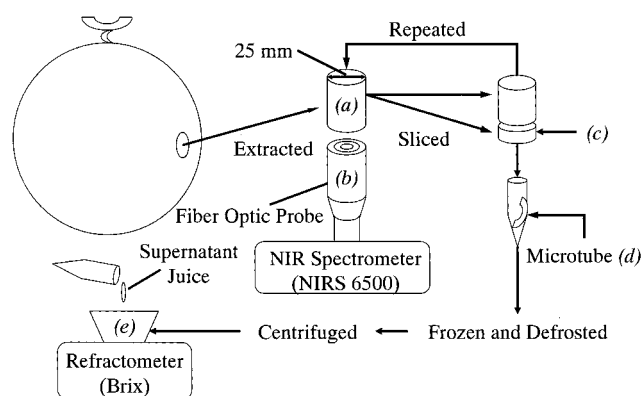 Repeated
25 mm
(a)
(c)
Extracted
Sliced
(b)
Fiber Optic Probe
Supernatant
Juice
NIR Spectrometer
(NIRS 6500)
Microtube (d)
(e)
Centrifuged
Frozen and Defrosted
Refractometer
(Brix)